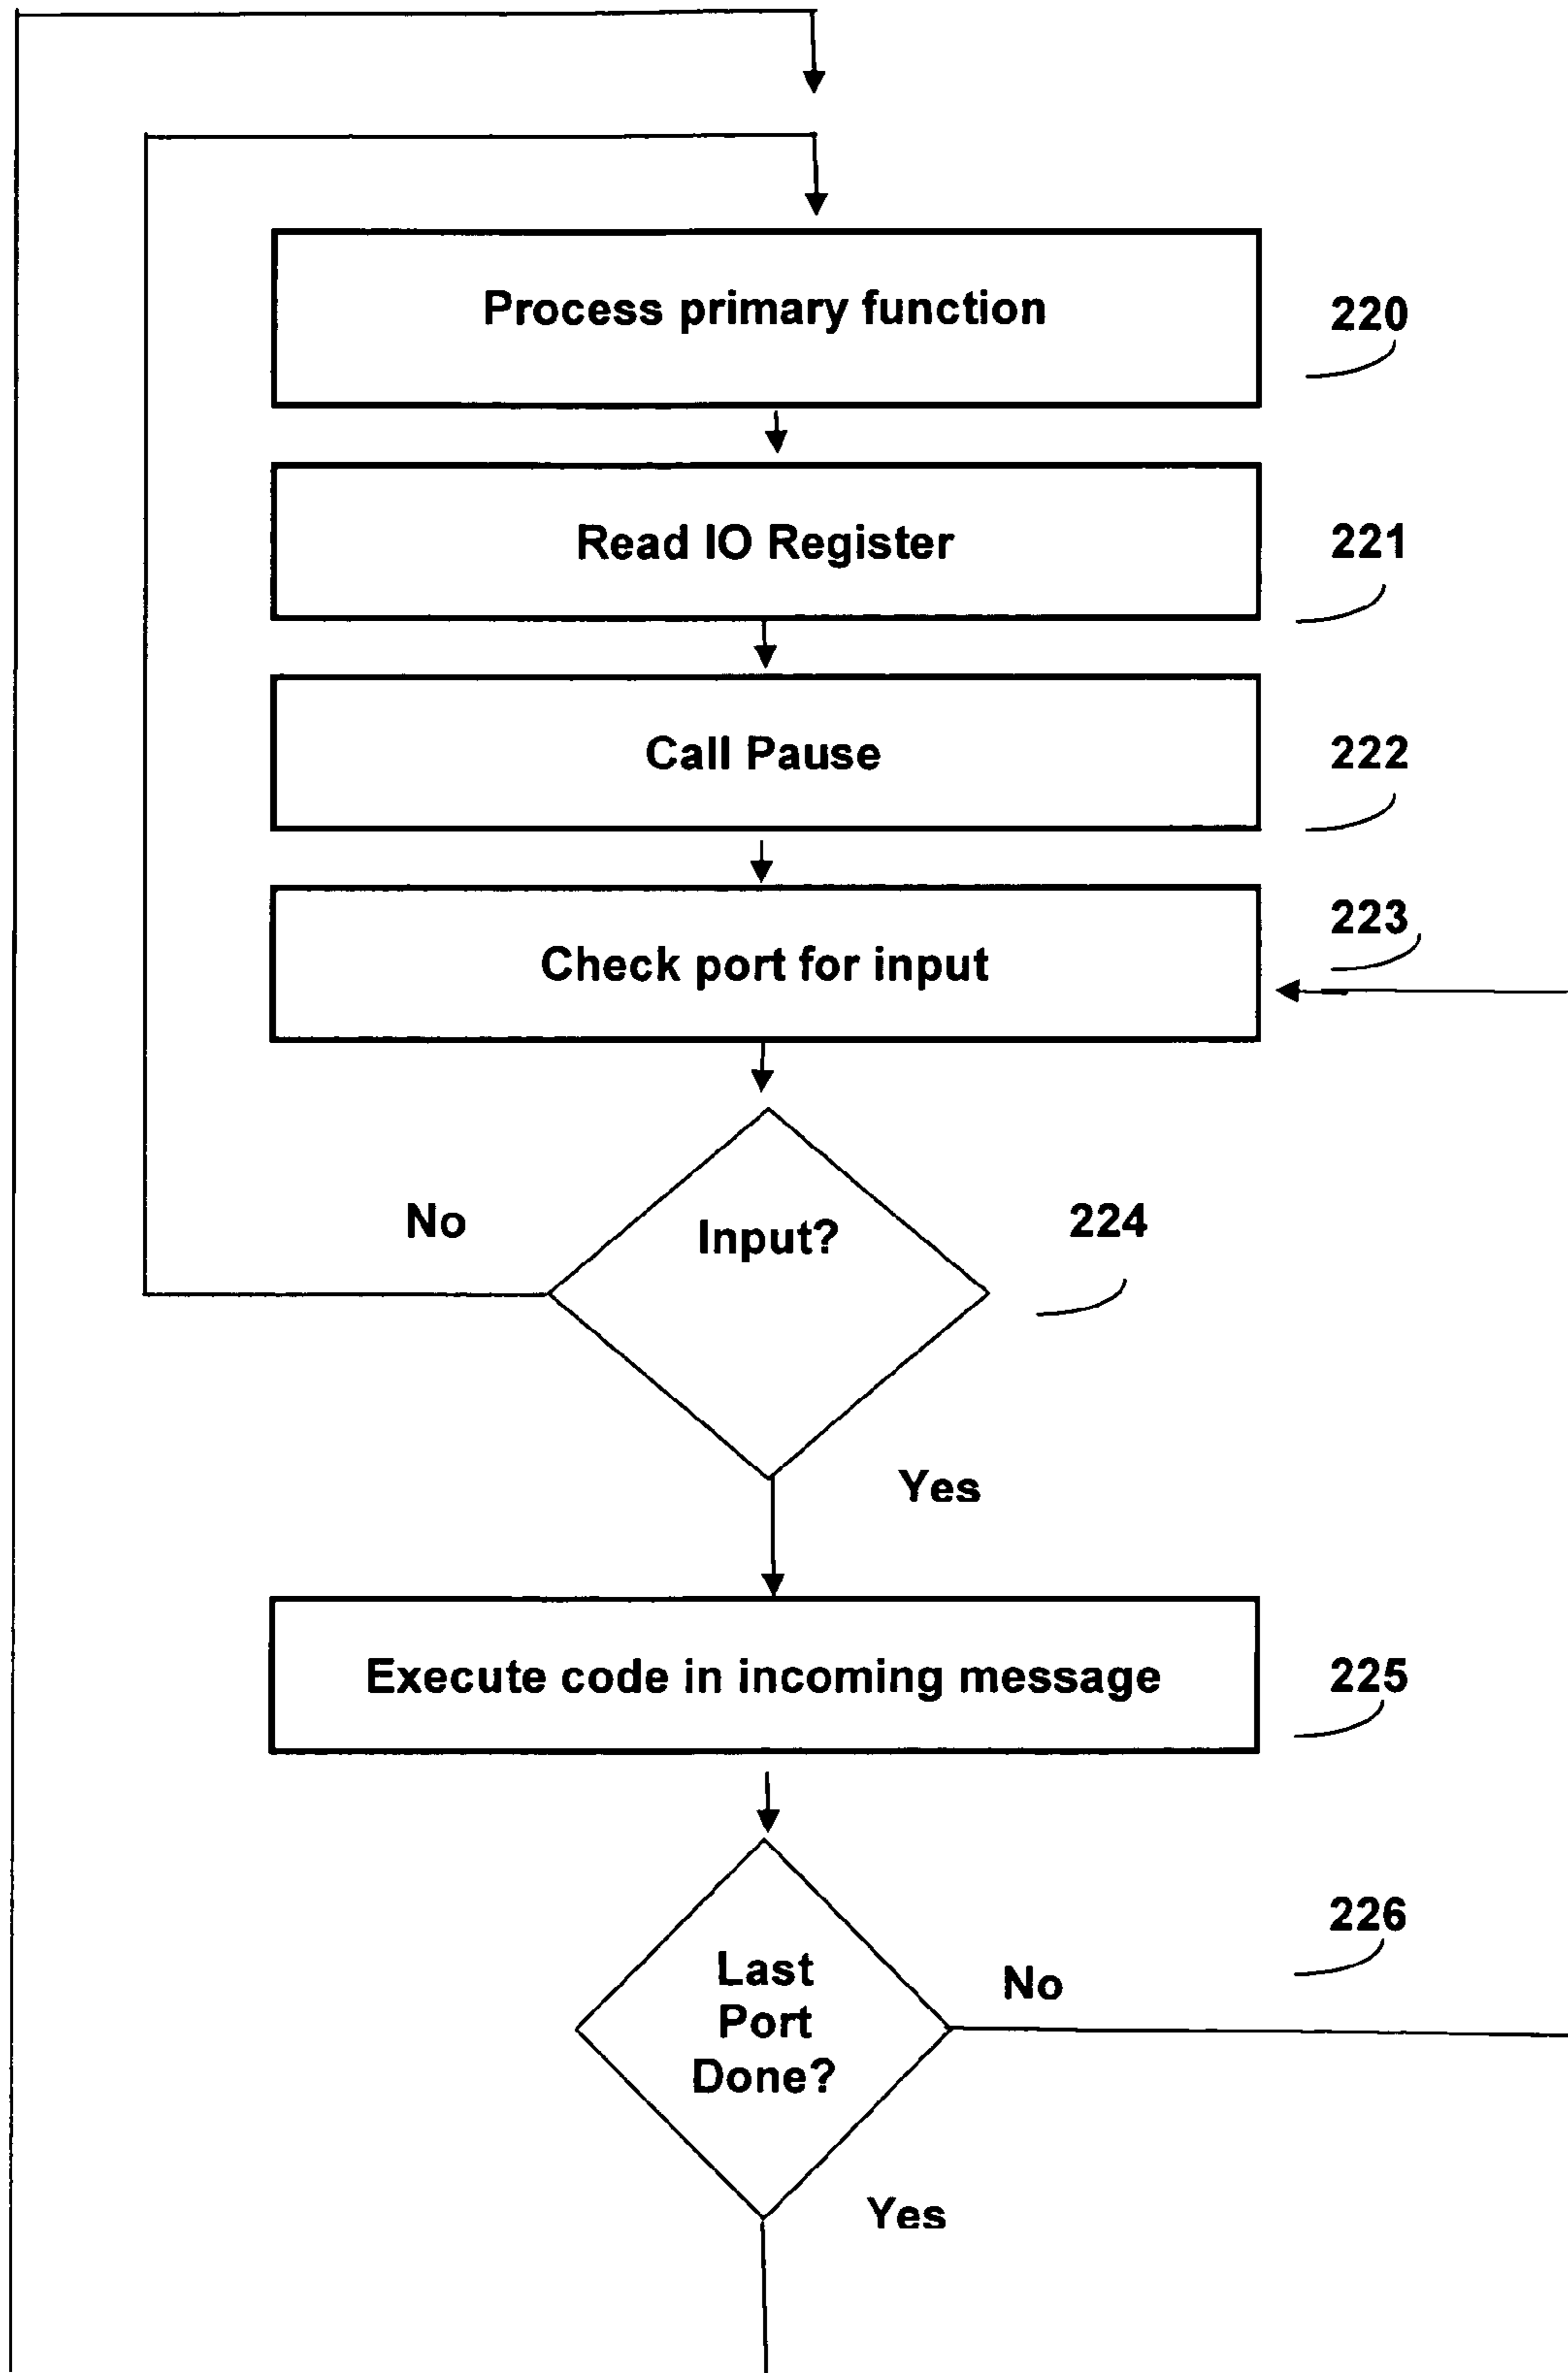 Process primary function
220
Read IO Register
221
Call Pause
222
Check port for input
223
No
Input?
224
Yes
Execute code in incoming message
225
226
Last
Port
Done?
No
Yes